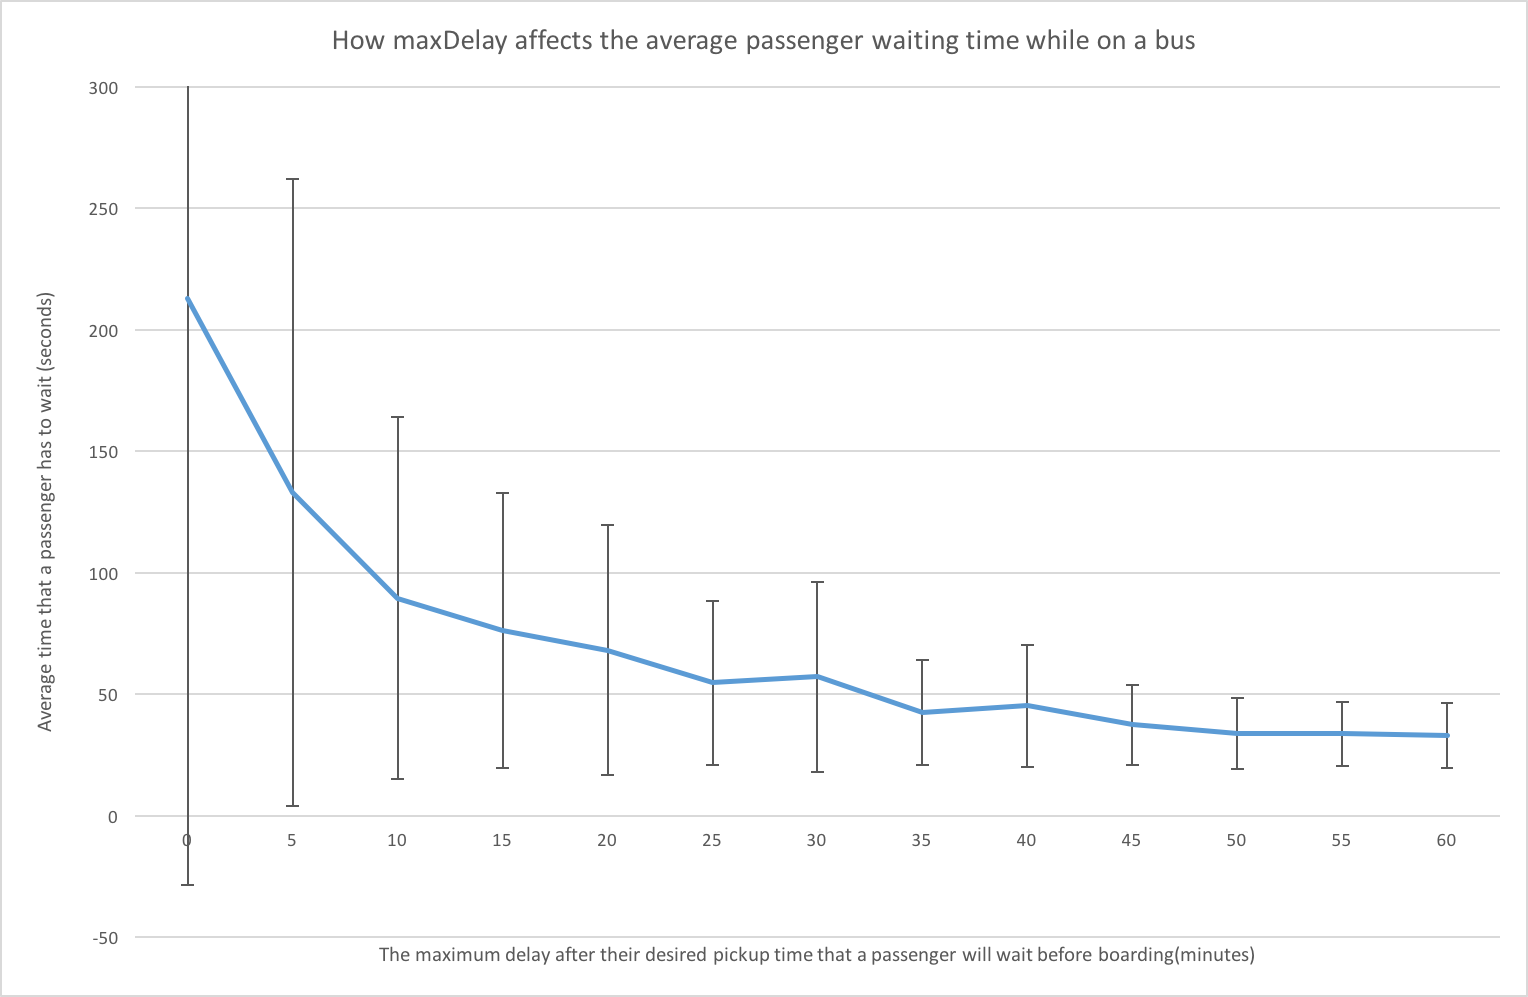 How maxDelay affects the average passenger waiting time while on a bus
Average time that a passenger has to wait (seconds)
300
250
200
150
100
50
0
-50
0 5 10 15 20 25 30 35 40 45 50 55 60
The maximum delay after their desired pickup time that a passenger will wait before boarding(minutes)